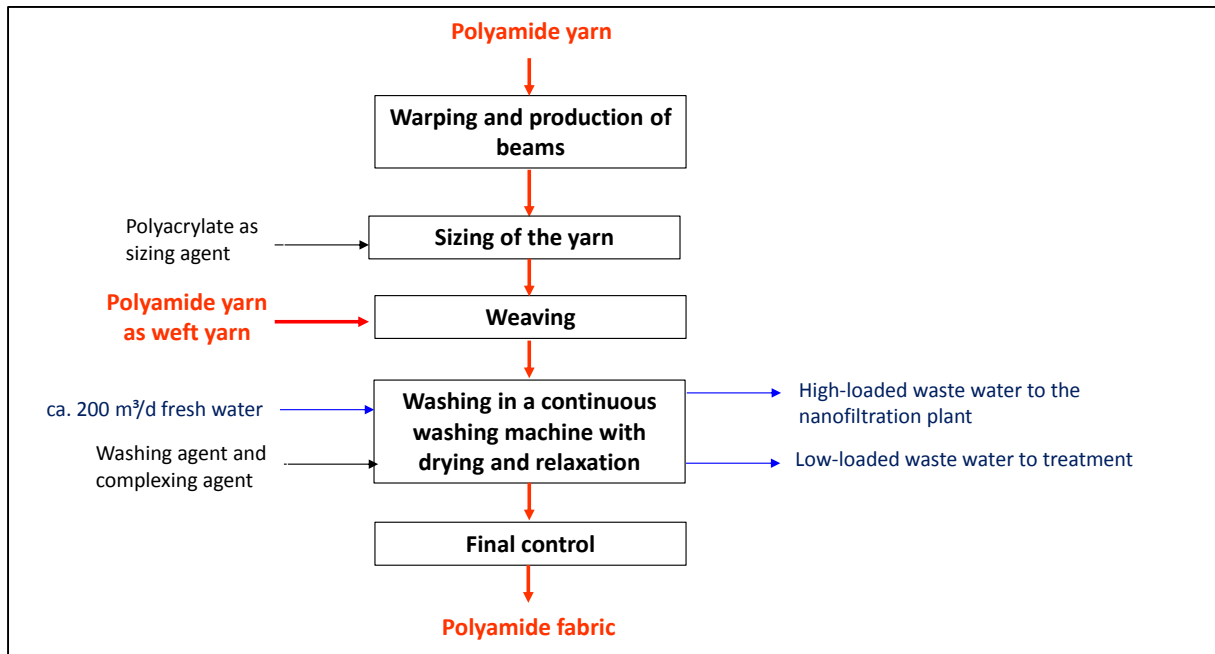 Polyamide yarn
Warping and production of
beams
Polyacrylate as
sizing agent
Sizing of the yarn
Polyamide yarn
as weft yarn
Weaving
ca. 200 m³/d fresh water
Washing agent and
complexing agent
Washing in a continuous
washing machine with
drying and relaxation
High-loaded waste water to the
nanofiltration plant
Low-loaded waste water to treatment
Final control
Polyamide fabric